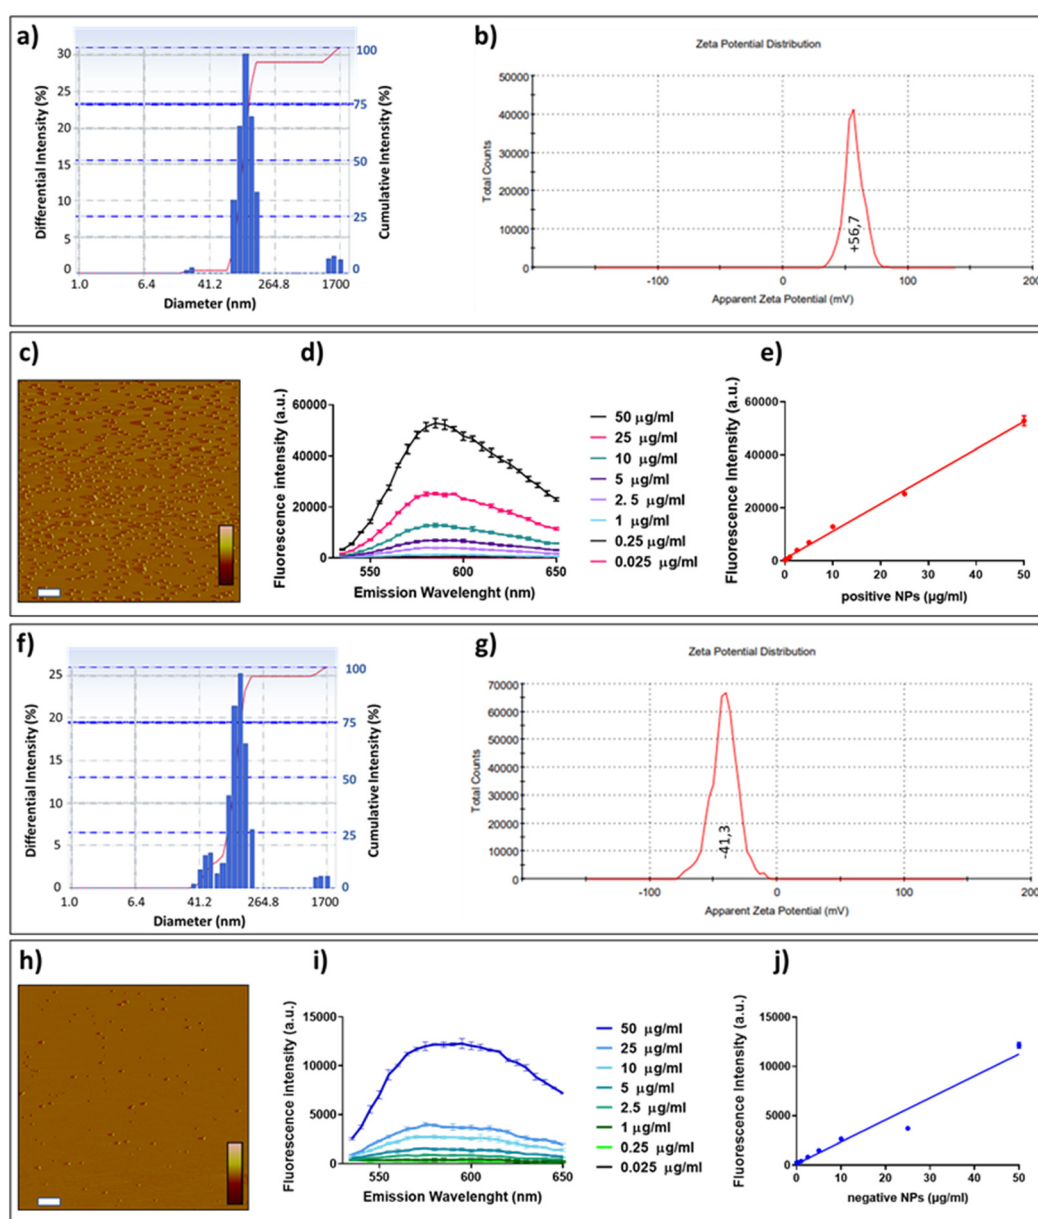 a)
30
25
20
15
10
5
0
Differential Intensity (%)
100
75
50
25
0
Cumulative Intensity (%)
1.0 6.4 41.2 264.8 1700
Diameter (nm)
b)
Zeta Potential Distribution
50000
40000
30000
20000
10000
0
Total Counts
+56,7
-100 0 100 200
Apparent Zeta Potential (mV)
c)
d)
60000
40000
20000
0
Fluorescence intensity (a.u.)
550 600 650
Emission Wavelenght (nm)
50 µg/ml
25 µg/ml
10 µg/ml
5 µg/ml
2.5 µg/ml
1 µg/ml
0.25 µg/ml
0.025 µg/ml
e)
60000
40000
20000
0
Fluorescence Intensity (a.u.)
0 10 20 30 40 50
positive NPs (µg/ml)
f)
25
20
15
10
5
0
Differential Intensity (%)
100
75
50
25
0
Cumulative Intensity (%)
1.0 6.4 41.2 264.8 1700
Diameter (nm)
g)
Zeta Potential Distribution
70000
60000
50000
40000
30000
20000
10000
0
Total Counts
-41,3
-100 0 100 200
Apparent Zeta Potential (mV)
h)
i)
15000
10000
5000
0
Fluorescence Intensity (a.u.)
550 600 650
Emission Wavelenght (nm)
50 µg/ml
25 µg/ml
10 µg/ml
5 µg/ml
2.5 µg/ml
1 µg/ml
0.25 µg/ml
0.025 µg/ml
j)
15000
10000
5000
0
Fluorescence Intensity (a.u.)
0 10 20 30 40 50
negative NPs (µg/ml)